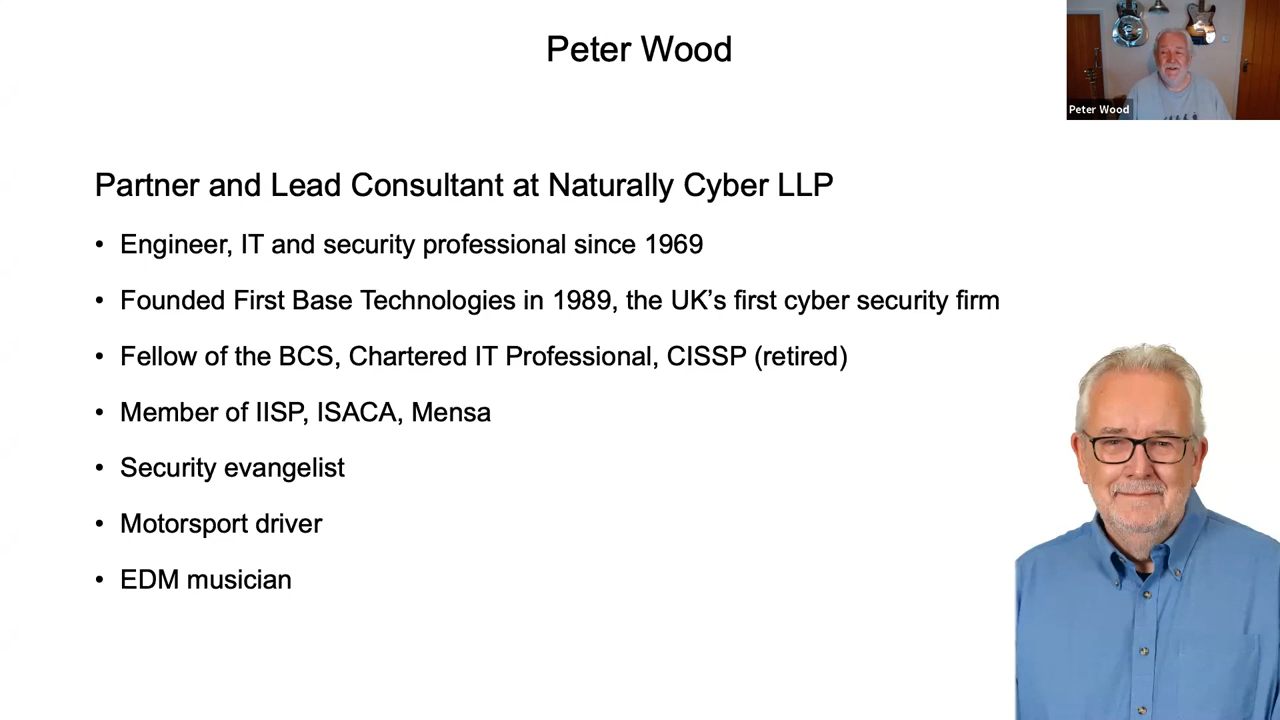 Peter Wood
Peter Wood
Partner and Lead Consultant at Naturally Cyber LLP
• Engineer, IT and security professional since 1969
• Founded First Base Technologies in 1989, the UK’s first cyber security firm
• Fellow of the BCS, Chartered IT Professional, CISSP (retired)
• Member of IISP, ISACA, Mensa
• Security evangelist
• Motorsport driver
• EDM musician